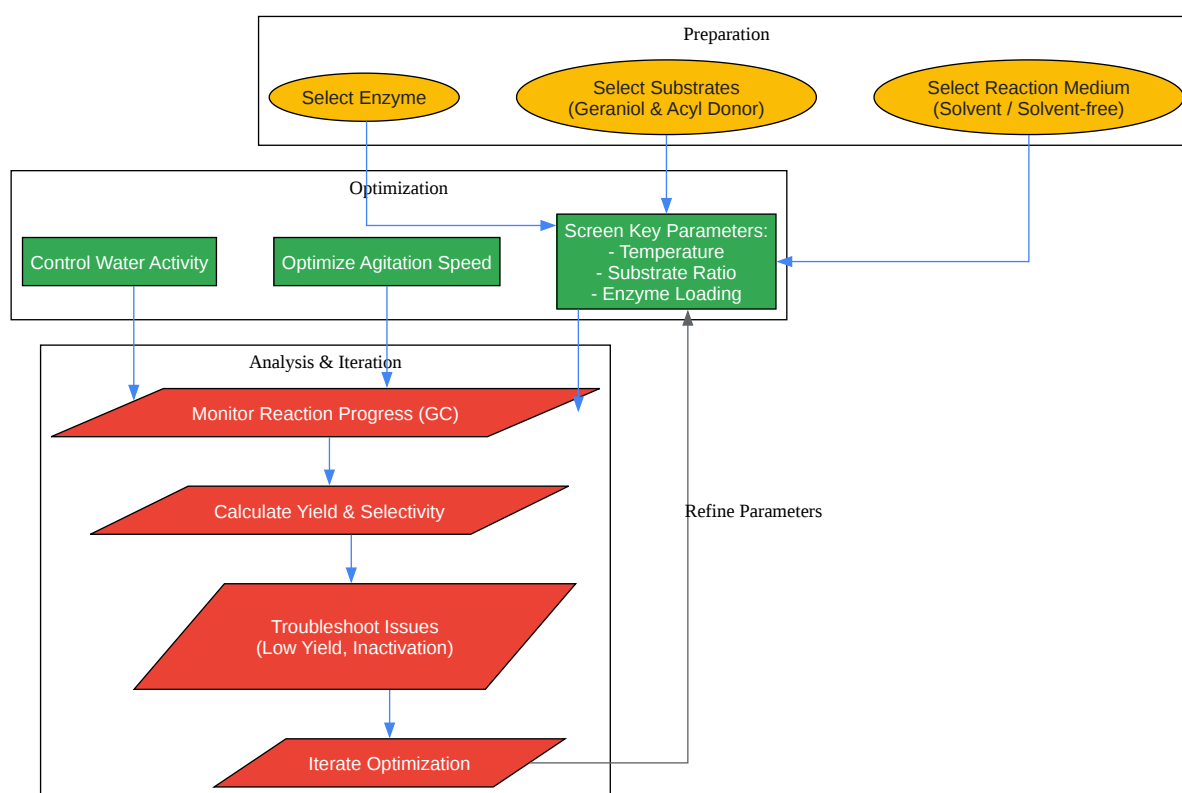 Preparation
Select Enzyme
Select Substrates
(Geraniol & Acyl Donor)
Select Reaction Medium
(Solvent / Solvent-free)
Optimization
Control Water Activity
Optimize Agitation Speed
Screen Key Parameters:
- Temperature
- Substrate Ratio
- Enzyme Loading
Analysis & Iteration
Monitor Reaction Progress (GC)
Calculate Yield & Selectivity
Refine Parameters
Troubleshoot Issues
(Low Yield, Inactivation)
Iterate Optimization